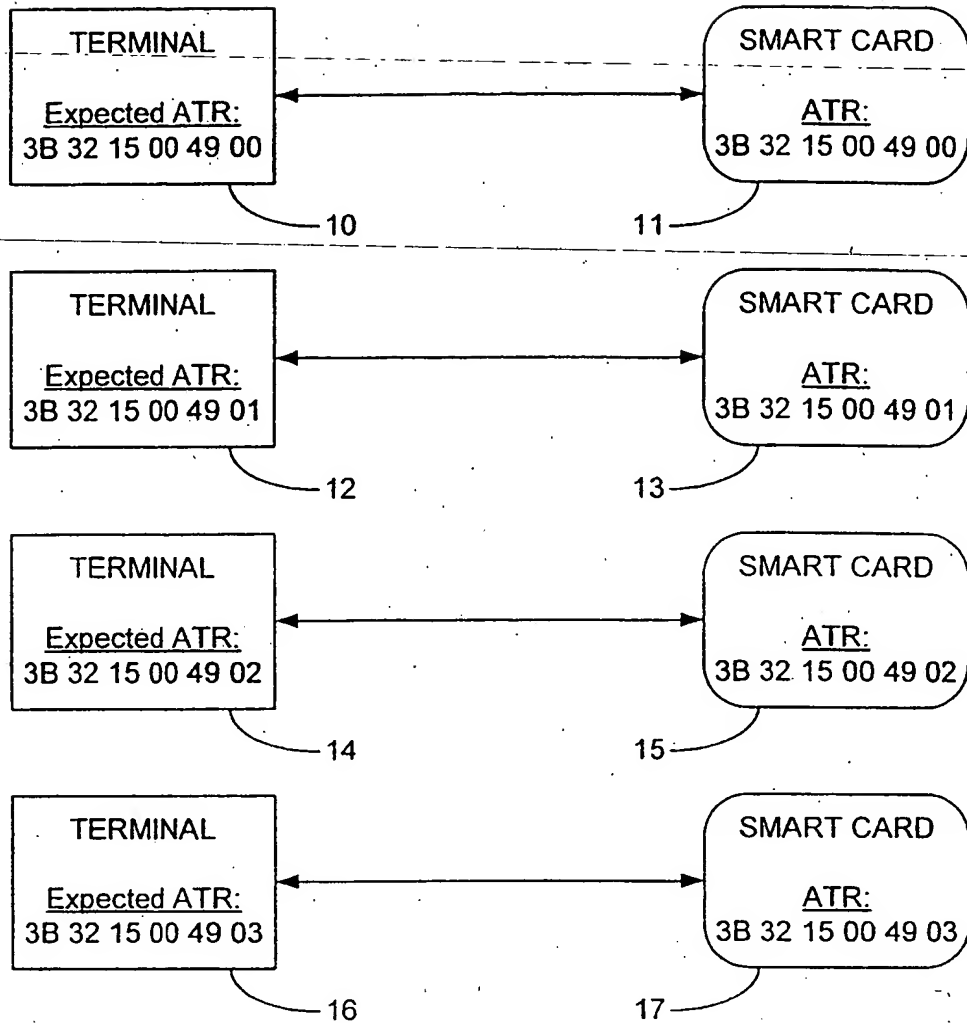 TERMINAL
Expected ATR:
3B 32 15 00 49 00
10
SMART CARD
ATR:
3B 32 15 00 49 00
11
TERMINAL
Expected ATR:
3B 32 15 00 49 01
12
SMART CARD
ATR:
3B 32 15 00 49 01
13
TERMINAL
Expected ATR:
3B 32 15 00 49 02
14
SMART CARD
ATR:
3B 32 15 00 49 02
15
TERMINAL
Expected ATR:
3B 32 15 00 49 03
16
SMART CARD
ATR:
3B 32 15 00 49 03
17